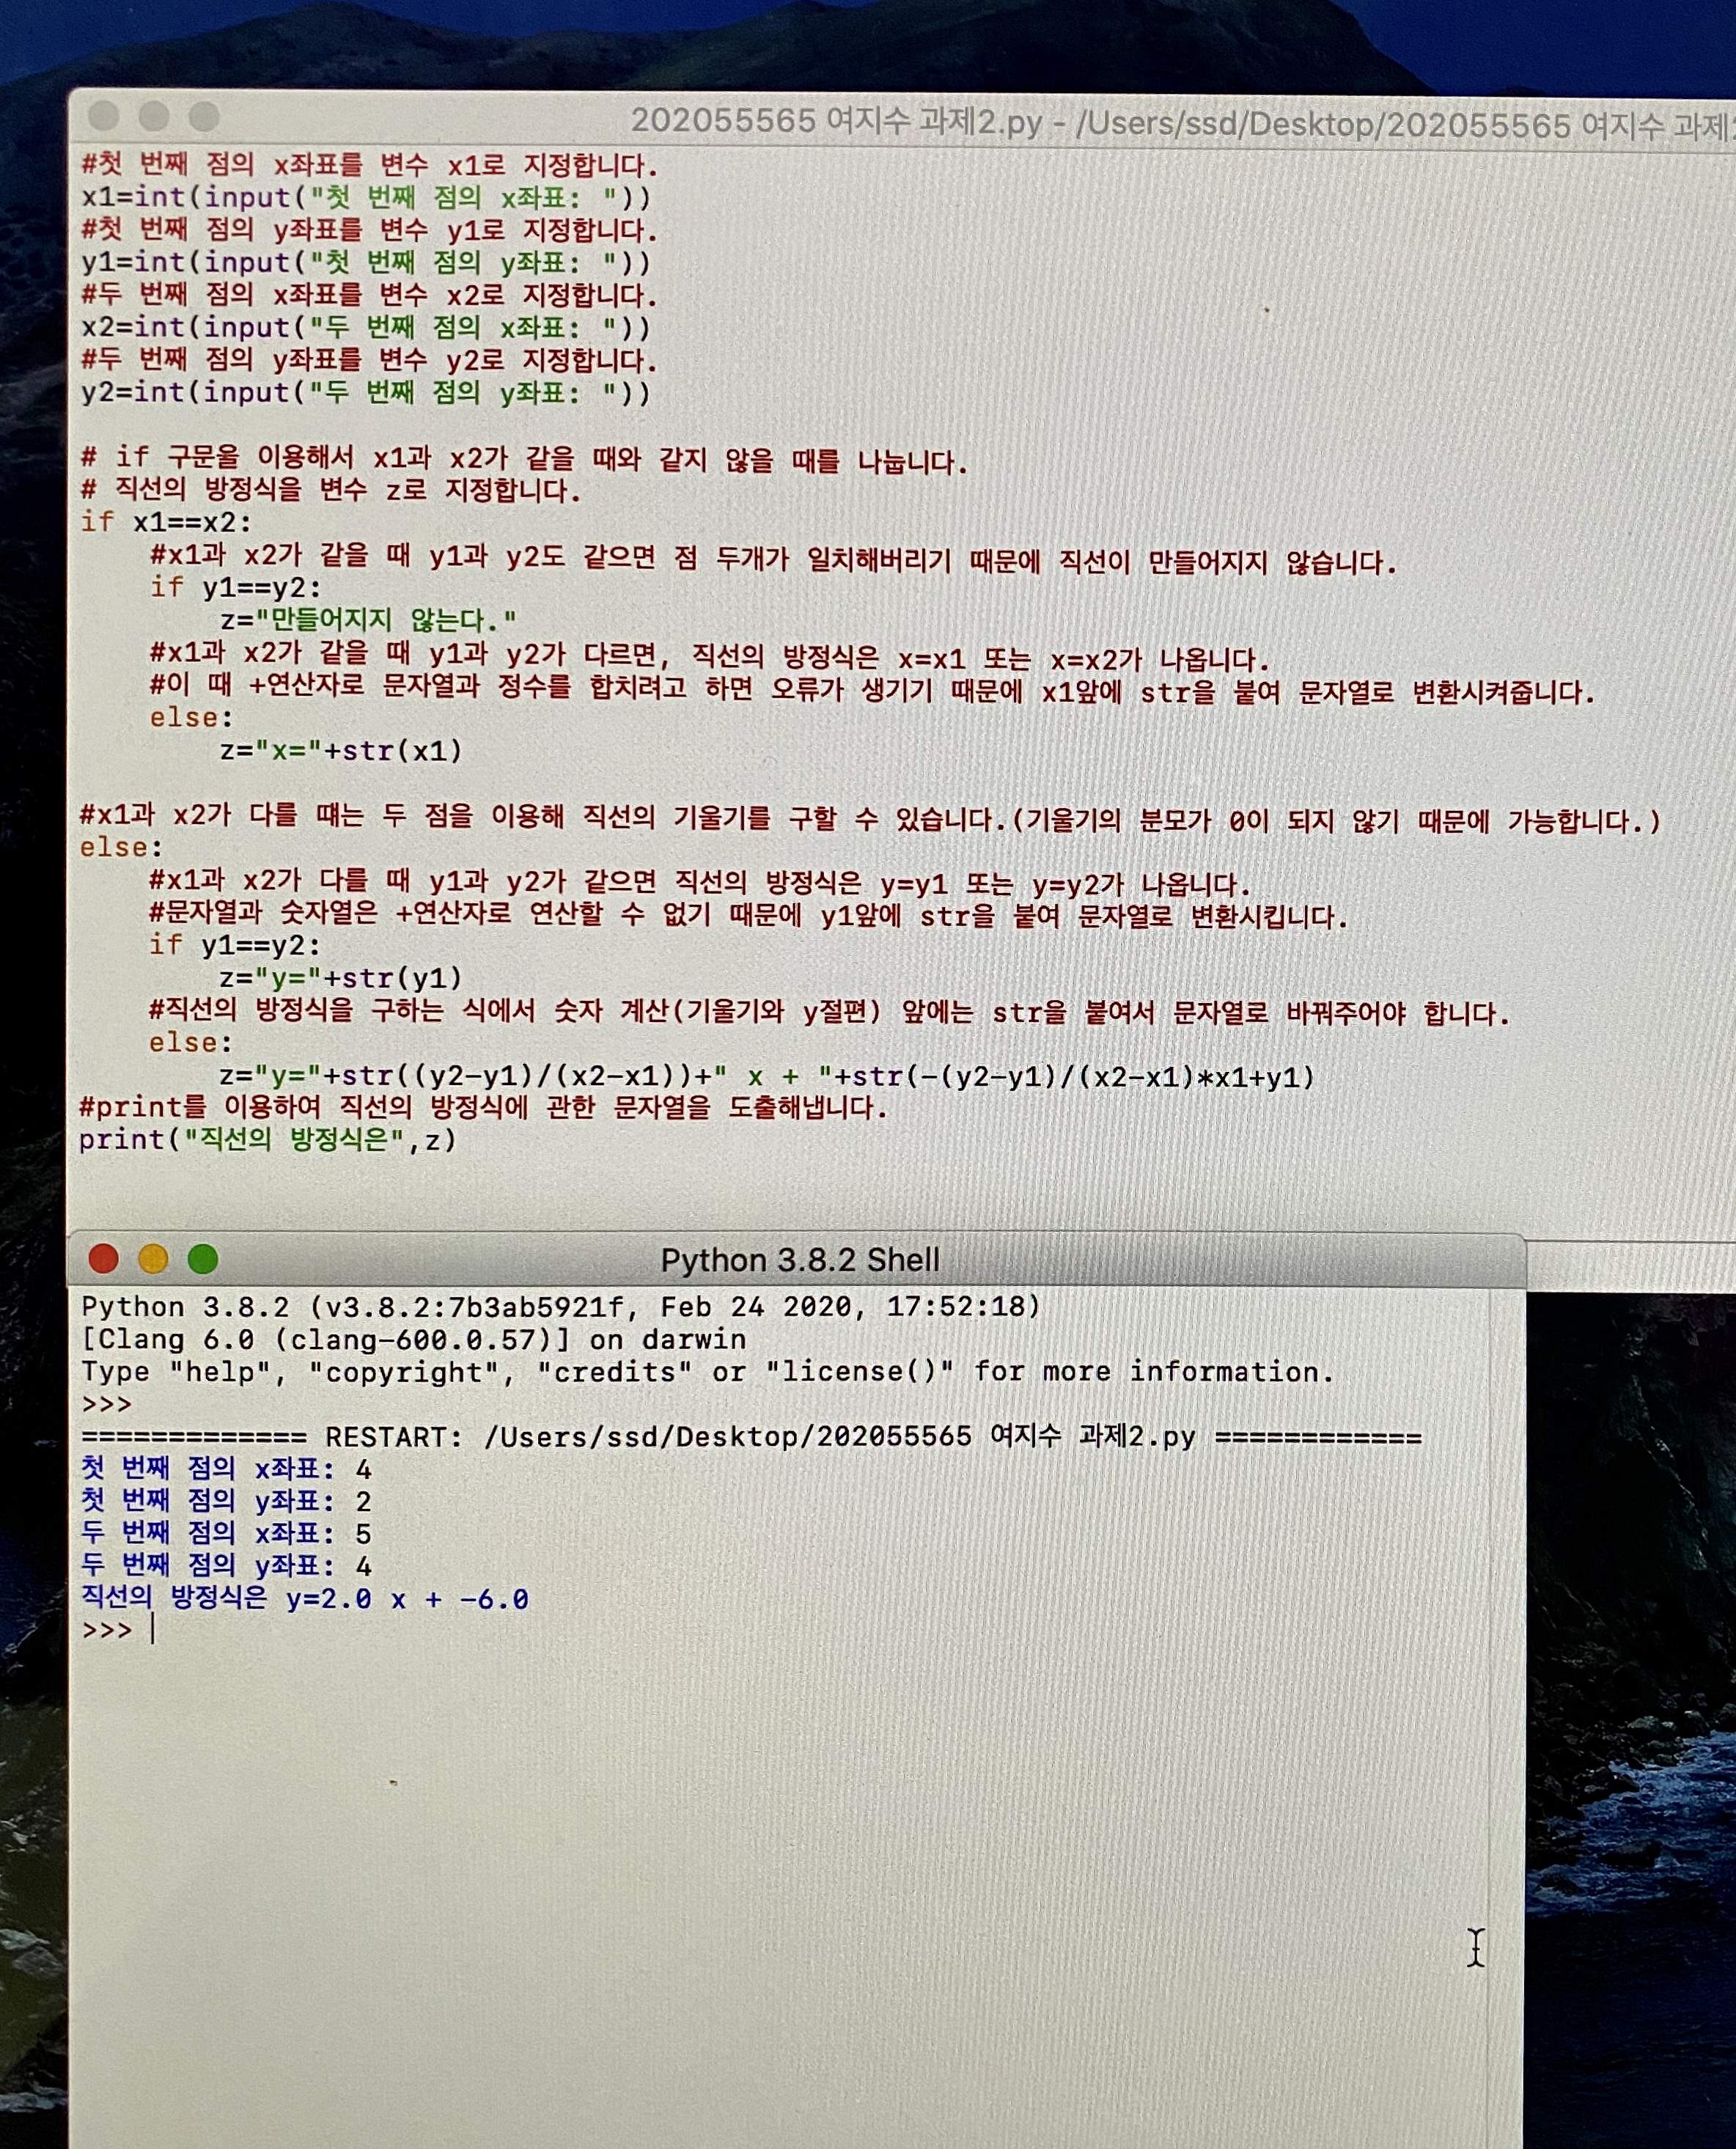 202055565 여지수 과제2.py - /Users/ssd/Desktop/202055565 여지수 과제
#첫 번째 점의 x좌표를 변수 x1로 지정합니다.
x1=int(input("첫 번째 점의 x좌표: "))
#첫 번째 점의 y좌표를 변수 y1로 지정합니다.
y1=int(input("첫 번째 점의 y좌표: "))
#두 번째 점의 x좌표를 변수 x2로 지정합니다.
x2=int(input("두 번째 점의 x좌표: "))
#두 번째 점의 y좌표를 변수 y2로 지정합니다.
y2=int(input("두 번째 점의 y좌표: "))
# if 구문을 이용해서 x1과 x2가 같을 때와 같지 않을 때를 나눕니다.
# 직선의 방정식을 변수 z로 지정합니다.
if x1==x2:
    #x1과 x2가 같을 때 y1과 y2도 같으면 점 두개가 일치해버리기 때문에 직선이 만들어지지 않습니다.
    if y1==y2:
        z="만들어지지 않는다."
    #x1과 x2가 같을 때 y1과 y2가 다르면, 직선의 방정식은 x=x1 또는 x=x2가 나옵니다.
    #이 때 +연산자로 문자열과 정수를 합치려고 하면 오류가 생기기 때문에 x1앞에 str을 붙여 문자열로 변환시켜줍니다.
    else:
        z="x="+str(x1)
#x1과 x2가 다를 떄는 두 점을 이용해 직선의 기울기를 구할 수 있습니다.(기울기의 분모가 0이 되지 않기 때문에 가능합니다.)
else:
    #x1과 x2가 다를 때 y1과 y2가 같으면 직선의 방정식은 y=y1 또는 y=y2가 나옵니다.
    #문자열과 숫자열은 +연산자로 연산할 수 없기 때문에 y1앞에 str을 붙여 문자열로 변환시킵니다.
    if y1==y2:
        z="y="+str(y1)
    #직선의 방정식을 구하는 식에서 숫자 계산(기울기와 y절편) 앞에는 str을 붙여서 문자열로 바꿔주어야 합니다.
    else:
        z="y="+str((y2-y1)/(x2-x1))+" x + "+str(-(y2-y1)/(x2-x1)*x1+y1)
#print를 이용하여 직선의 방정식에 관한 문자열을 도출해냅니다.
print("직선의 방정식은",z)
Python 3.8.2 Shell
Python 3.8.2 (v3.8.2:7b3ab5921f, Feb 24 2020, 17:52:18)
[Clang 6.0 (clang-600.0.57)] on darwin
Type "help", "copyright", "credits" or "license()" for more information.
>>>
============= RESTART: /Users/ssd/Desktop/202055565 여지수 과제2.py ============
첫 번째 점의 x좌표: 4
첫 번째 점의 y좌표: 2
두 번째 점의 x좌표: 5
두 번째 점의 y좌표: 4
직선의 방정식은 y=2.0 x + -6.0
>>>